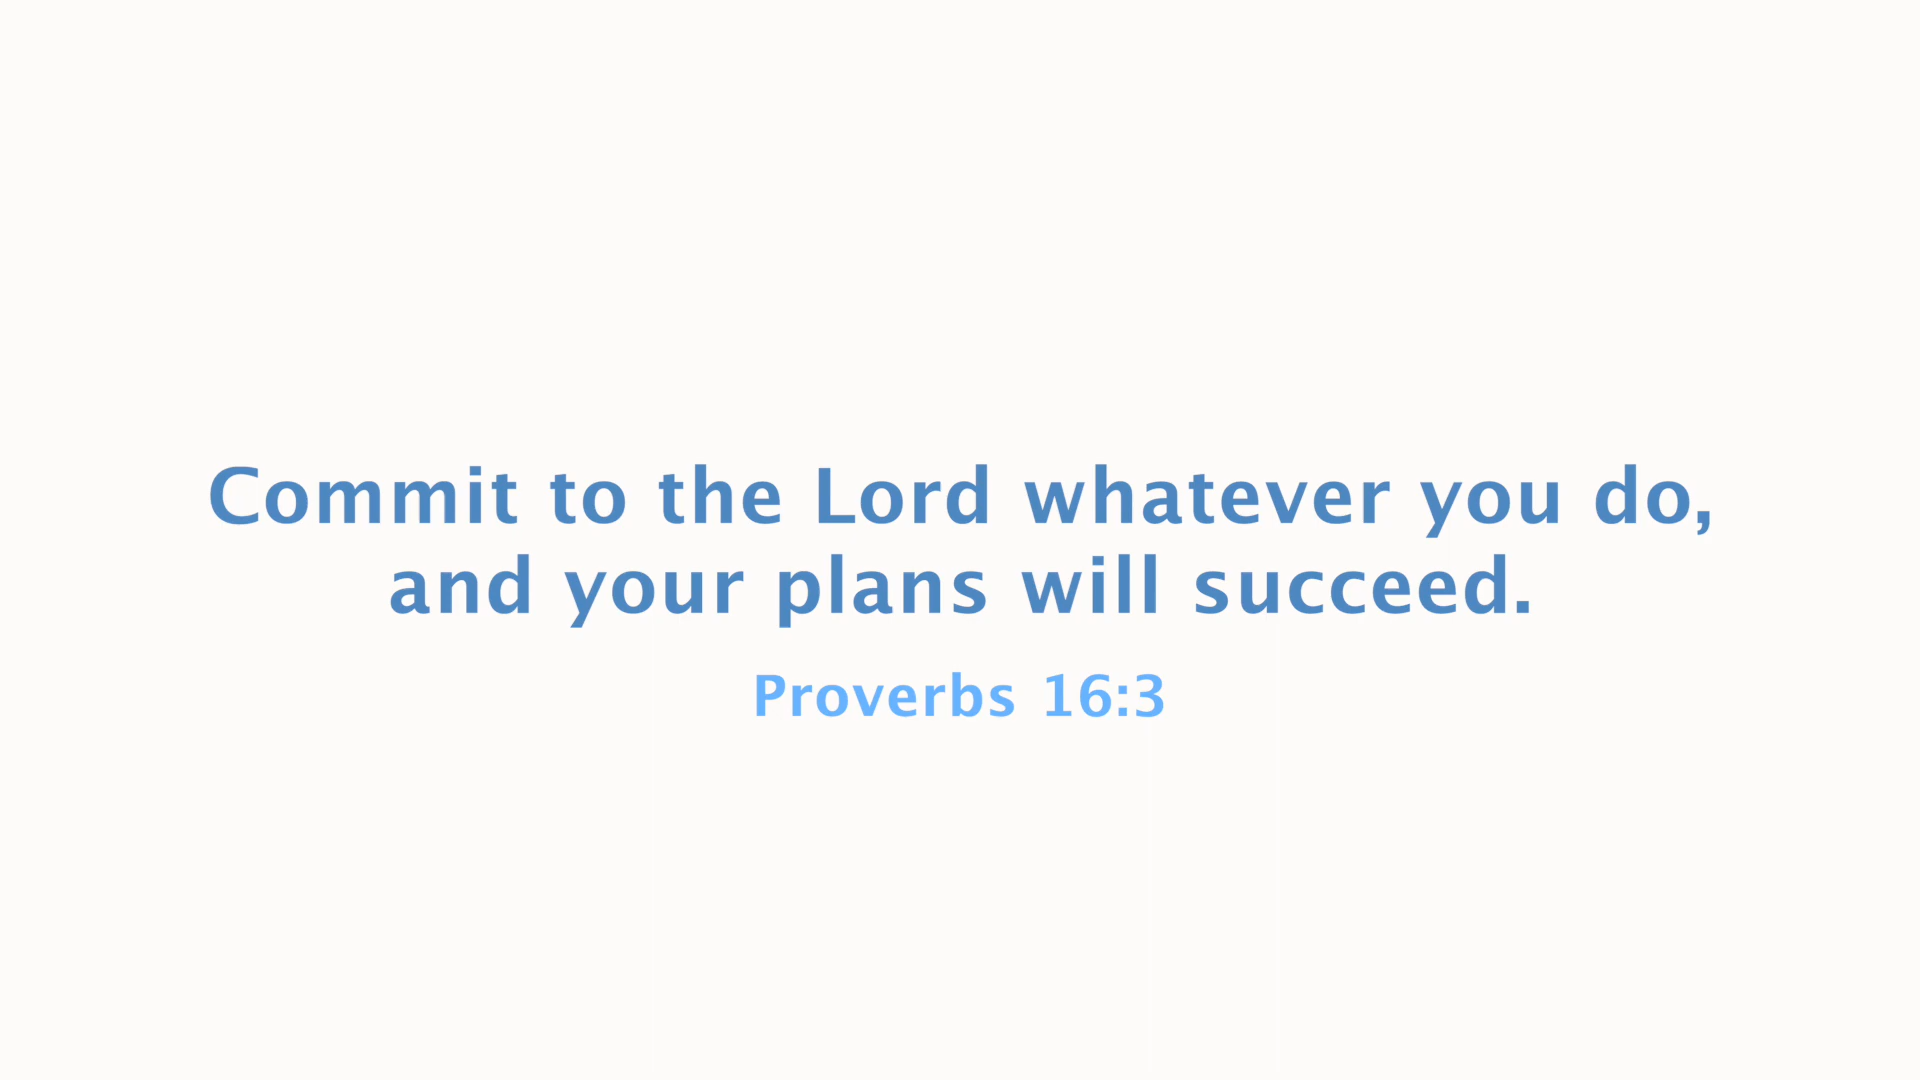 Commit to the Lord whatever you do,
and your plans will succeed.
Proverbs 16:3